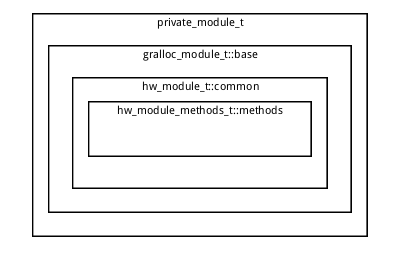 private_module_t
gralloc_module_t::base
hw_module_t::common
hw_module_methods_t::methods